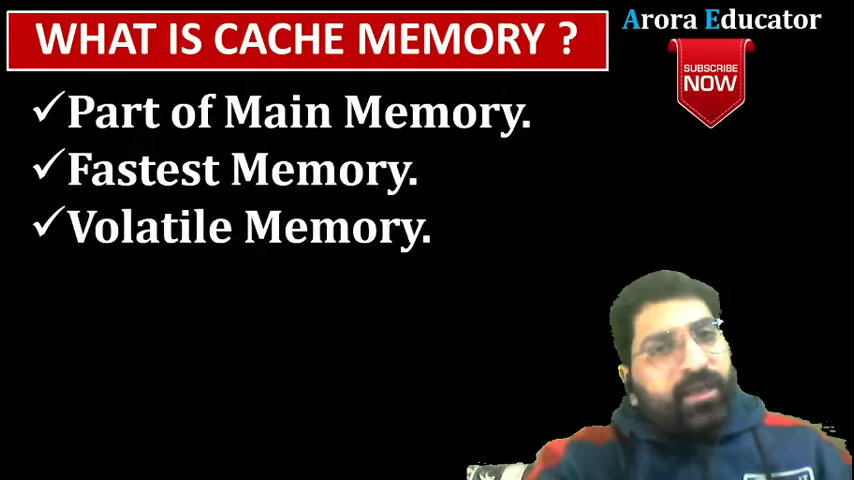 WHAT IS CACHE MEMORY ?
Arora Educator
SUBSCRIBE
NOW
✓Part of Main Memory.
✓Fastest Memory.
✓Volatile Memory.